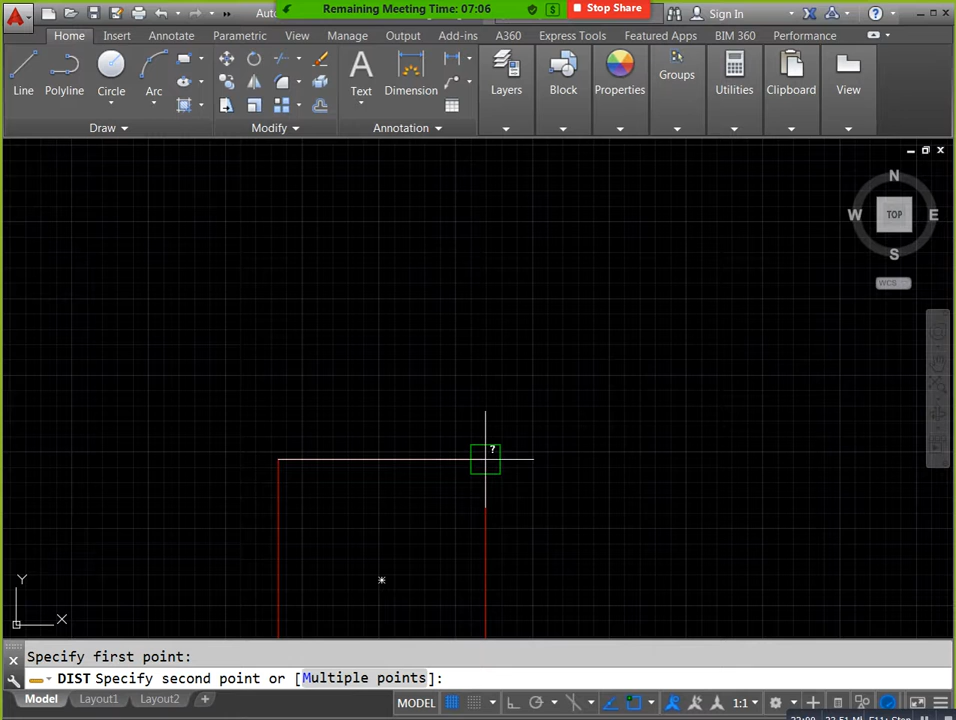 Remaining Meeting Time: 07:06
Stop Share
Sign In
Home Insert Annotate Parametric View Manage Output Add-ins A360 Express Tools Featured Apps BIM 360 Performance
Line Polyline Circle Arc
Text Dimension
Layers Block Properties Groups Utilities Clipboard View
Draw Modify Annotation
N
W TOP E
S
WCS
?
Y
X
Specify first point:
DIST Specify second point or [Multiple points]:
Model Layout1 Layout2 +
MODEL 1:1